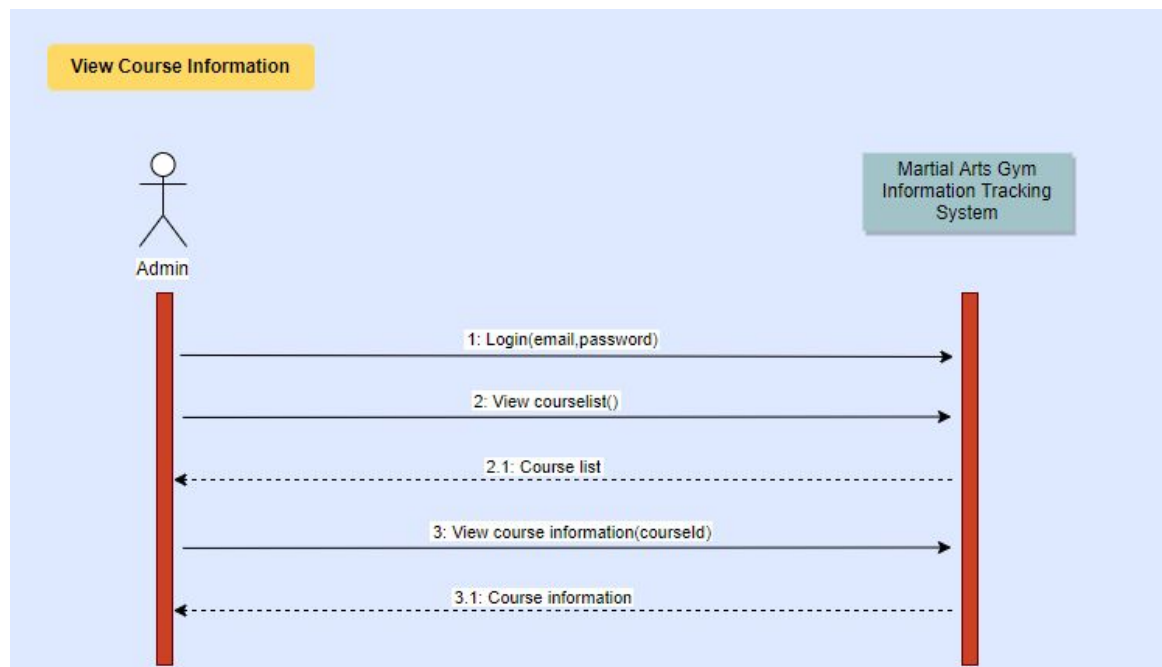 View Course Information
Martial Arts Gym
Information Tracking
System
Admin
1: Login(email,password)
2: View courselist()
2.1: Course list
3: View course information(courseId)
3.1: Course information